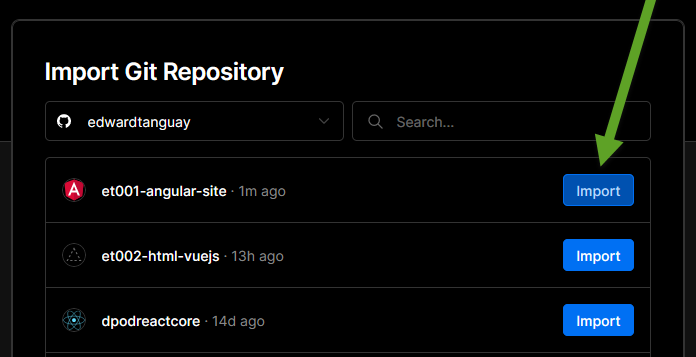 Import Git Repository
edwardtanguay Search...
et001-angular-site · 1m ago Import
et002-html-vuejs · 13h ago Import
dpodreactcore · 14d ago Import